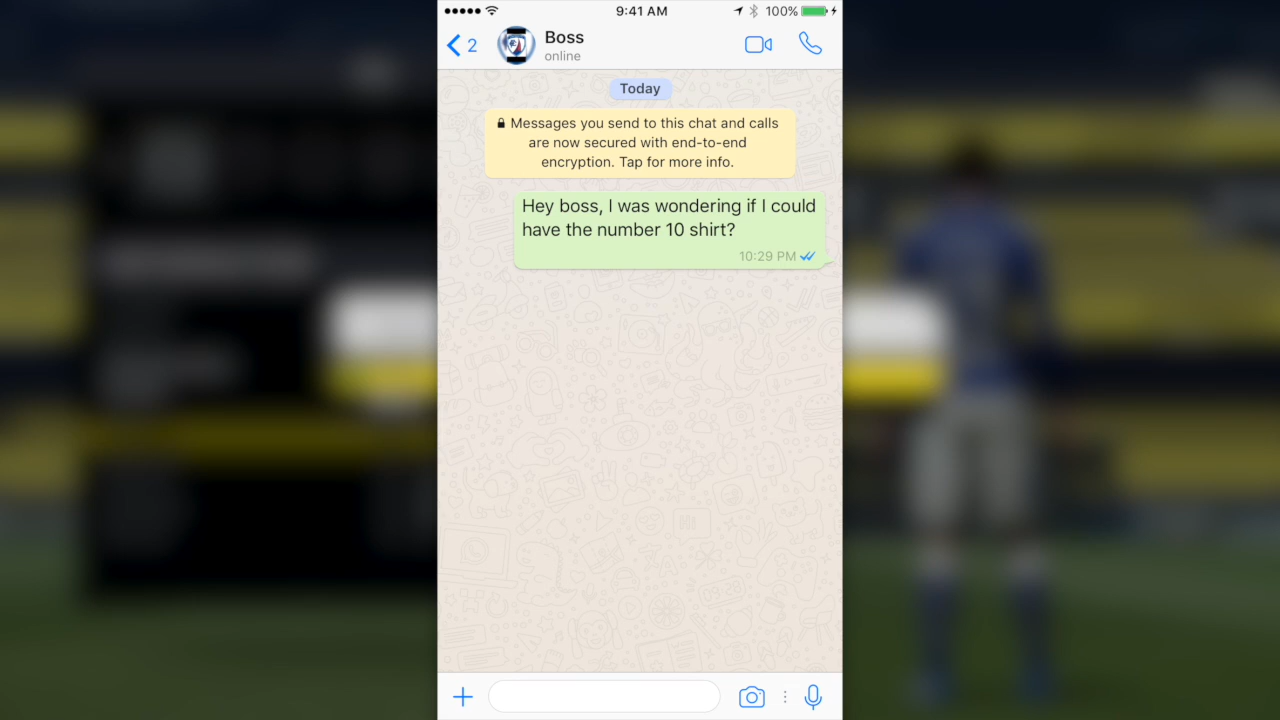 9:41 AM
100%
2
Boss
online
Today
Messages you send to this chat and calls
are now secured with end-to-end
encryption. Tap for more info.
Hey boss, I was wondering if I could
have the number 10 shirt?
10:29 PM